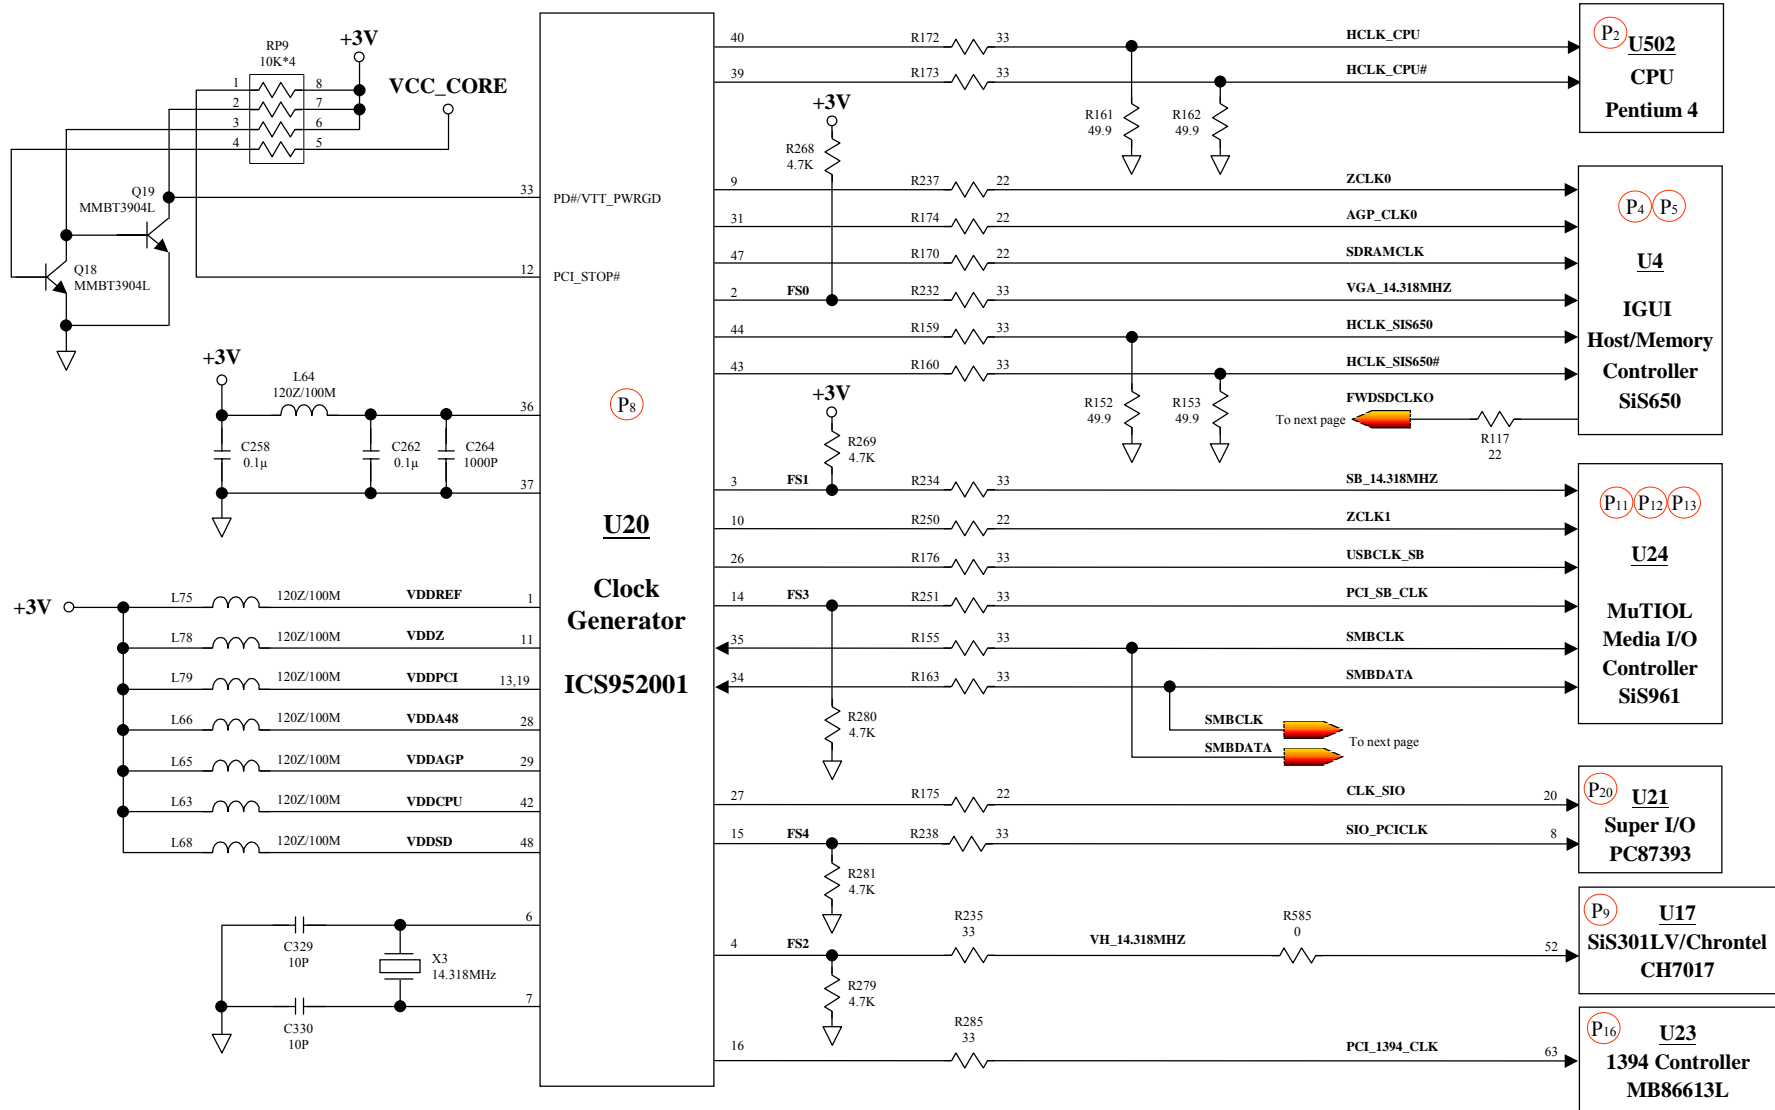 RP9
10K*4
+3V
1
8
2
7
3
6
4
5
VCC_CORE
Q19
MMBT3904L
Q18
MMBT3904L
33
PD#/VTT_PWRGD
12
PCI_STOP#
+3V
L64
120Z/100M
36
C258
0.1µ
C262
0.1µ
C264
1000P
37
+3V
L75
120Z/100M
VDDREF
1
L78
120Z/100M
VDDZ
11
L79
120Z/100M
VDDPCI
13,19
L66
120Z/100M
VDDA48
28
L65
120Z/100M
VDDAGP
29
L63
120Z/100M
VDDCPU
42
L68
120Z/100M
VDDSD
48
6
C329
10P
X3
14.318MHz
7
C330
10P
P8
U20
Clock
Generator
ICS952001
40
R172
33
HCLK_CPU
39
R173
33
HCLK_CPU#
R161
49.9
R162
49.9
+3V
R268
4.7K
9
R237
22
ZCLK0
31
R174
22
AGP_CLK0
47
R170
22
SDRAMCLK
2
FS0
R232
33
VGA_14.318MHZ
44
R159
33
HCLK_SIS650
43
R160
33
HCLK_SIS650#
R152
49.9
R153
49.9
FWDSDCLKO
To next page
R117
22
+3V
R269
4.7K
3
FS1
R234
33
SB_14.318MHZ
10
R250
22
ZCLK1
26
R176
33
USBCLK_SB
14
FS3
R251
33
PCI_SB_CLK
35
R155
33
SMBCLK
34
R163
33
SMBDATA
R280
4.7K
SMBCLK
SMBDATA
To next page
27
R175
22
CLK_SIO
20
15
FS4
R238
33
SIO_PCICLK
8
R281
4.7K
4
FS2
R235
33
VH_14.318MHZ
R585
0
52
R279
4.7K
16
R285
33
PCI_1394_CLK
63
P2
U502
CPU
Pentium 4
P4
P5
U4
IGUI
Host/Memory
Controller
SiS650
P11
P12
P13
U24
MuTIOL
Media I/O
Controller
SiS961
P20
U21
Super I/O
PC87393
P9
U17
SiS301LV/Chrontel
CH7017
P16
U23
1394 Controller
MB86613L